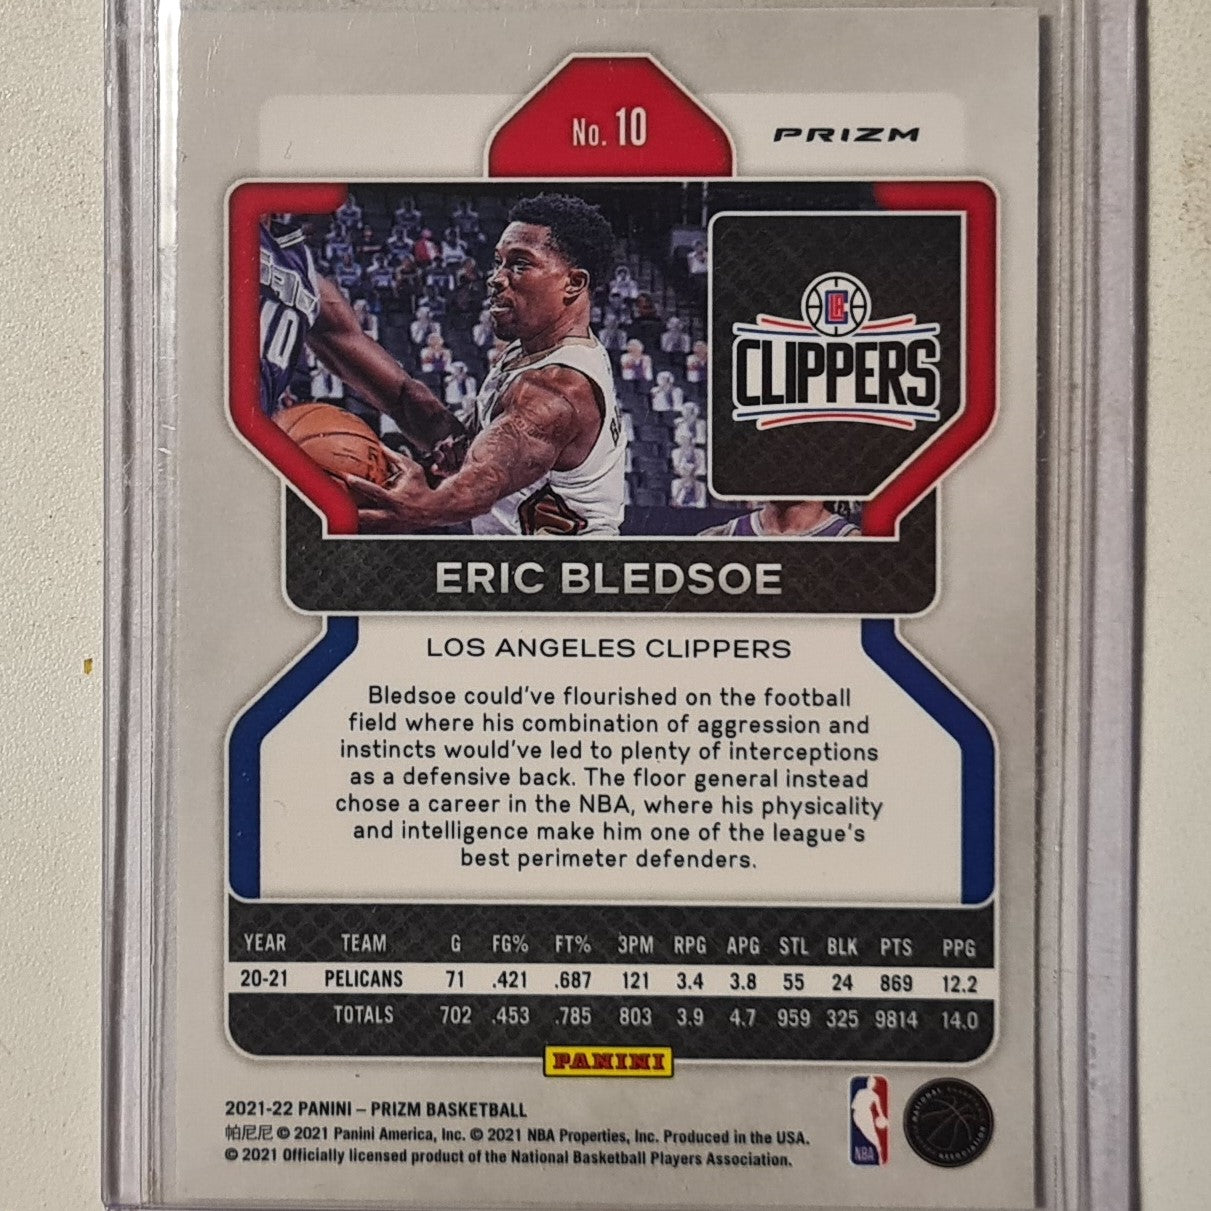 No. 10
PRIZM
10
CLIPPERS
ERIC BLEDSOE
LOS ANGELES CLIPPERS
Bledsoe could've flourished on the football
field where his combination of aggression and
instincts would've led to plenty of interceptions
as a defensive back. The floor general instead
chose a career in the NBA, where his physicality
and intelligence make him one of the league's
best perimeter defenders.
YEAR TEAM G FG% FT% 3PM RPG APG STL BLK PTS PPG
20-21 PELICANS 71 .421 .687 121 3.4 3.8 55 24 869 12.2
TOTALS 702 .453 .785 803 3.9 4.7 959 325 9814 14.0
PANINI
2021-22 PANINI – PRIZM BASKETBALL
帕尼尼 © 2021 Panini America, Inc. © 2021 NBA Properties, Inc. Produced in the USA.
© 2021 Officially licensed product of the National Basketball Players Association.
NBA